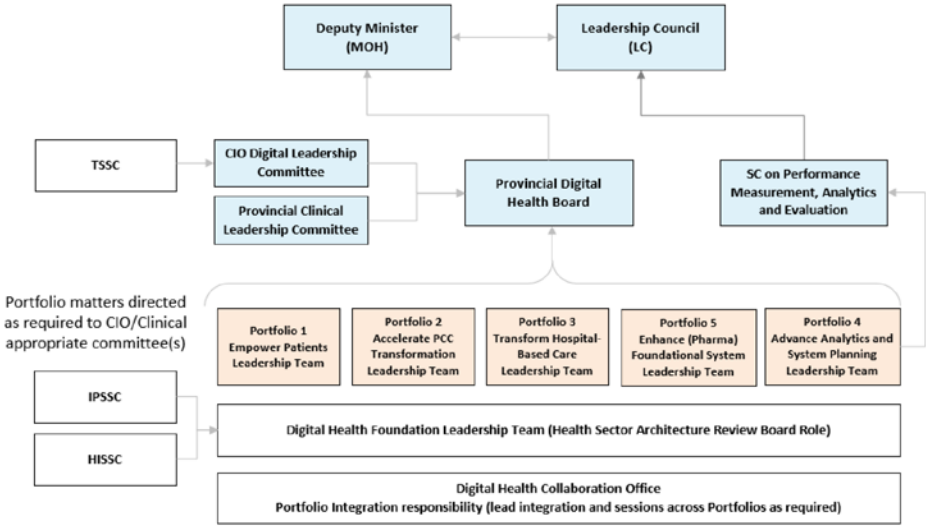 Deputy Minister
(MOH)
Leadership Council
(LC)
TSSC
CIO Digital Leadership
Committee
Provincial Clinical
Leadership Committee
Provincial Digital
Health Board
SC on Performance
Measurement, Analytics
and Evaluation
Portfolio matters directed
as required to CIO/Clinical
appropriate committee(s)
Portfolio 1
Empower Patients
Leadership Team
Portfolio 2
Accelerate PCC
Transformation
Leadership Team
Portfolio 3
Transform Hospital-
Based Care
Leadership Team
Portfolio 5
Enhance (Pharma)
Foundational System
Leadership Team
Portfolio 4
Advance Analytics and
System Planning
Leadership Team
IPSSC
HISSC
Digital Health Foundation Leadership Team (Health Sector Architecture Review Board Role)
Digital Health Collaboration Office
Portfolio Integration responsibility (lead integration and sessions across Portfolios as required)